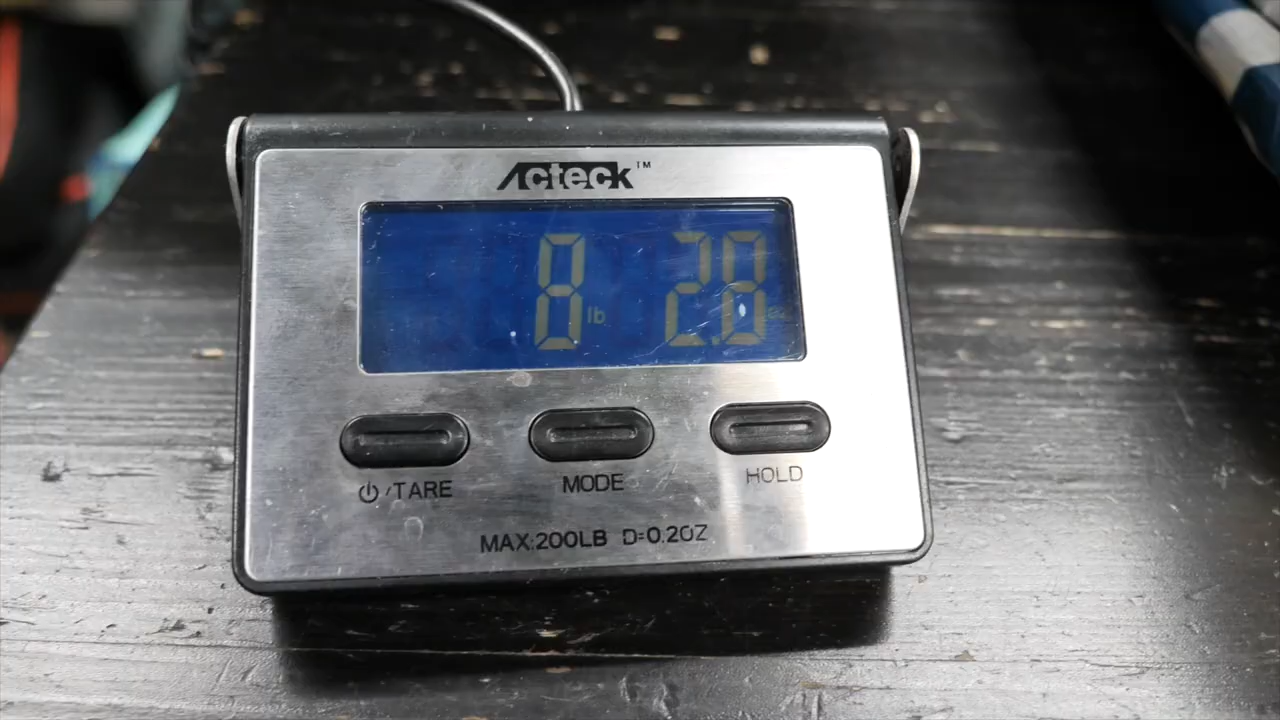 Acteck™
8 lb 2.8 oz
⏻/TARE
MODE
HOLD
MAX:200LB D=0.2OZ